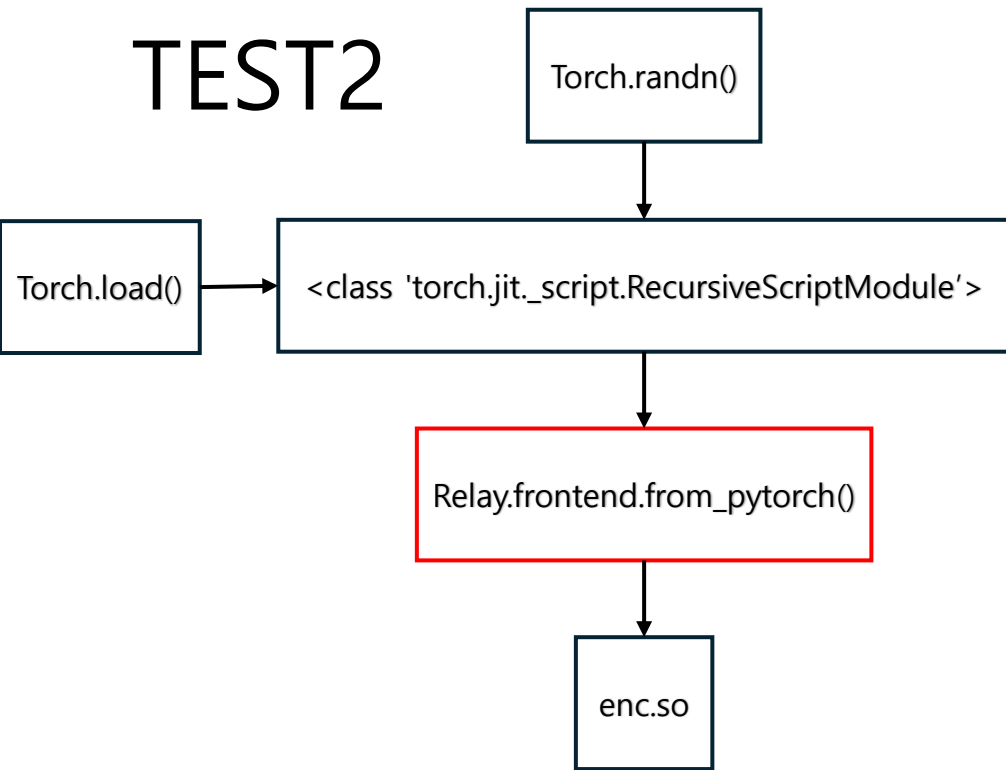 TEST2
Torch.randn()
Torch.load()
<class 'torch.jit._script.RecursiveScriptModule’>
Relay.frontend.from_pytorch()
enc.so